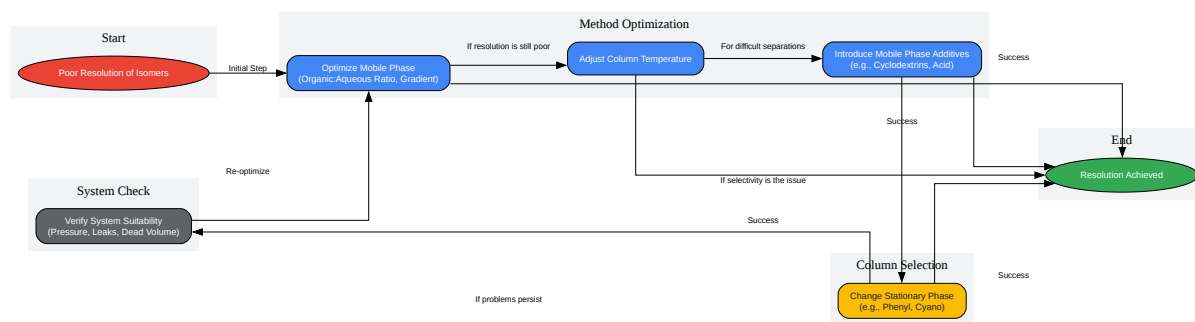 Start
Poor Resolution of Isomers
Initial Step
Method Optimization
Optimize Mobile Phase
(Organic:Aqueous Ratio, Gradient)
If resolution is still poor
Adjust Column Temperature
For difficult separations
Introduce Mobile Phase Additives
(e.g., Cyclodextrins, Acid)
Success
Success
End
Resolution Achieved
If selectivity is the issue
Re-optimize
System Check
Verify System Suitability
(Pressure, Leaks, Dead Volume)
Success
Column Selection
Change Stationary Phase
(e.g., Phenyl, Cyano)
Success
If problems persist